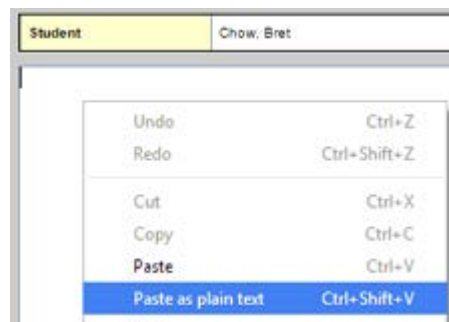 Student Chow, Bret
Undo Ctrl+Z
Redo Ctrl+Shift+Z
Cut Ctrl+X
Copy Ctrl+C
Paste Ctrl+V
Paste as plain text Ctrl+Shift+V